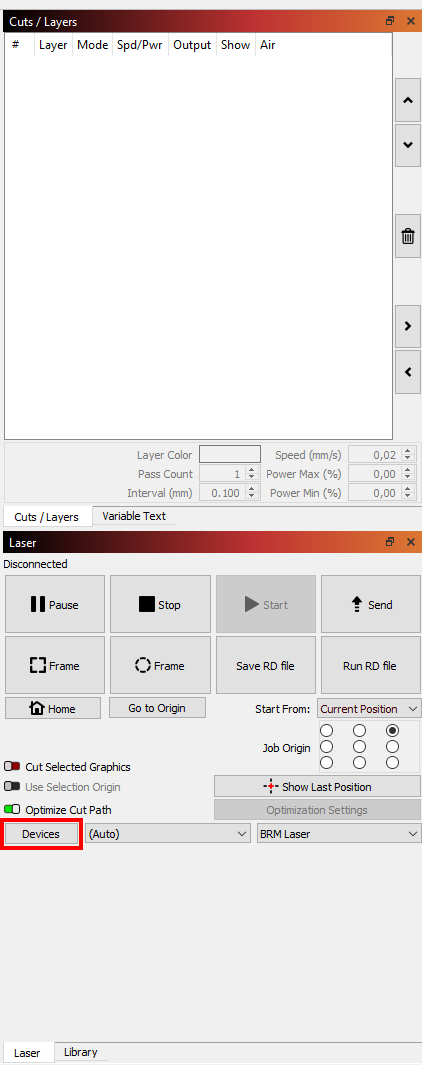 Cuts / Layers
# Layer Mode Spd/Pwr Output Show Air
Layer Color Speed (mm/s) 0,02
Pass Count 1 Power Max (%) 0,00
Interval (mm) 0.100 Power Min (%) 0,00
Cuts / Layers Variable Text
Laser
Disconnected
Pause Stop Start Send
Frame Frame Save RD file Run RD file
Home Go to Origin Start From: Current Position
Job Origin
Cut Selected Graphics
Use Selection Origin Show Last Position
Optimize Cut Path Optimization Settings
Devices (Auto) BRM Laser
Laser Library